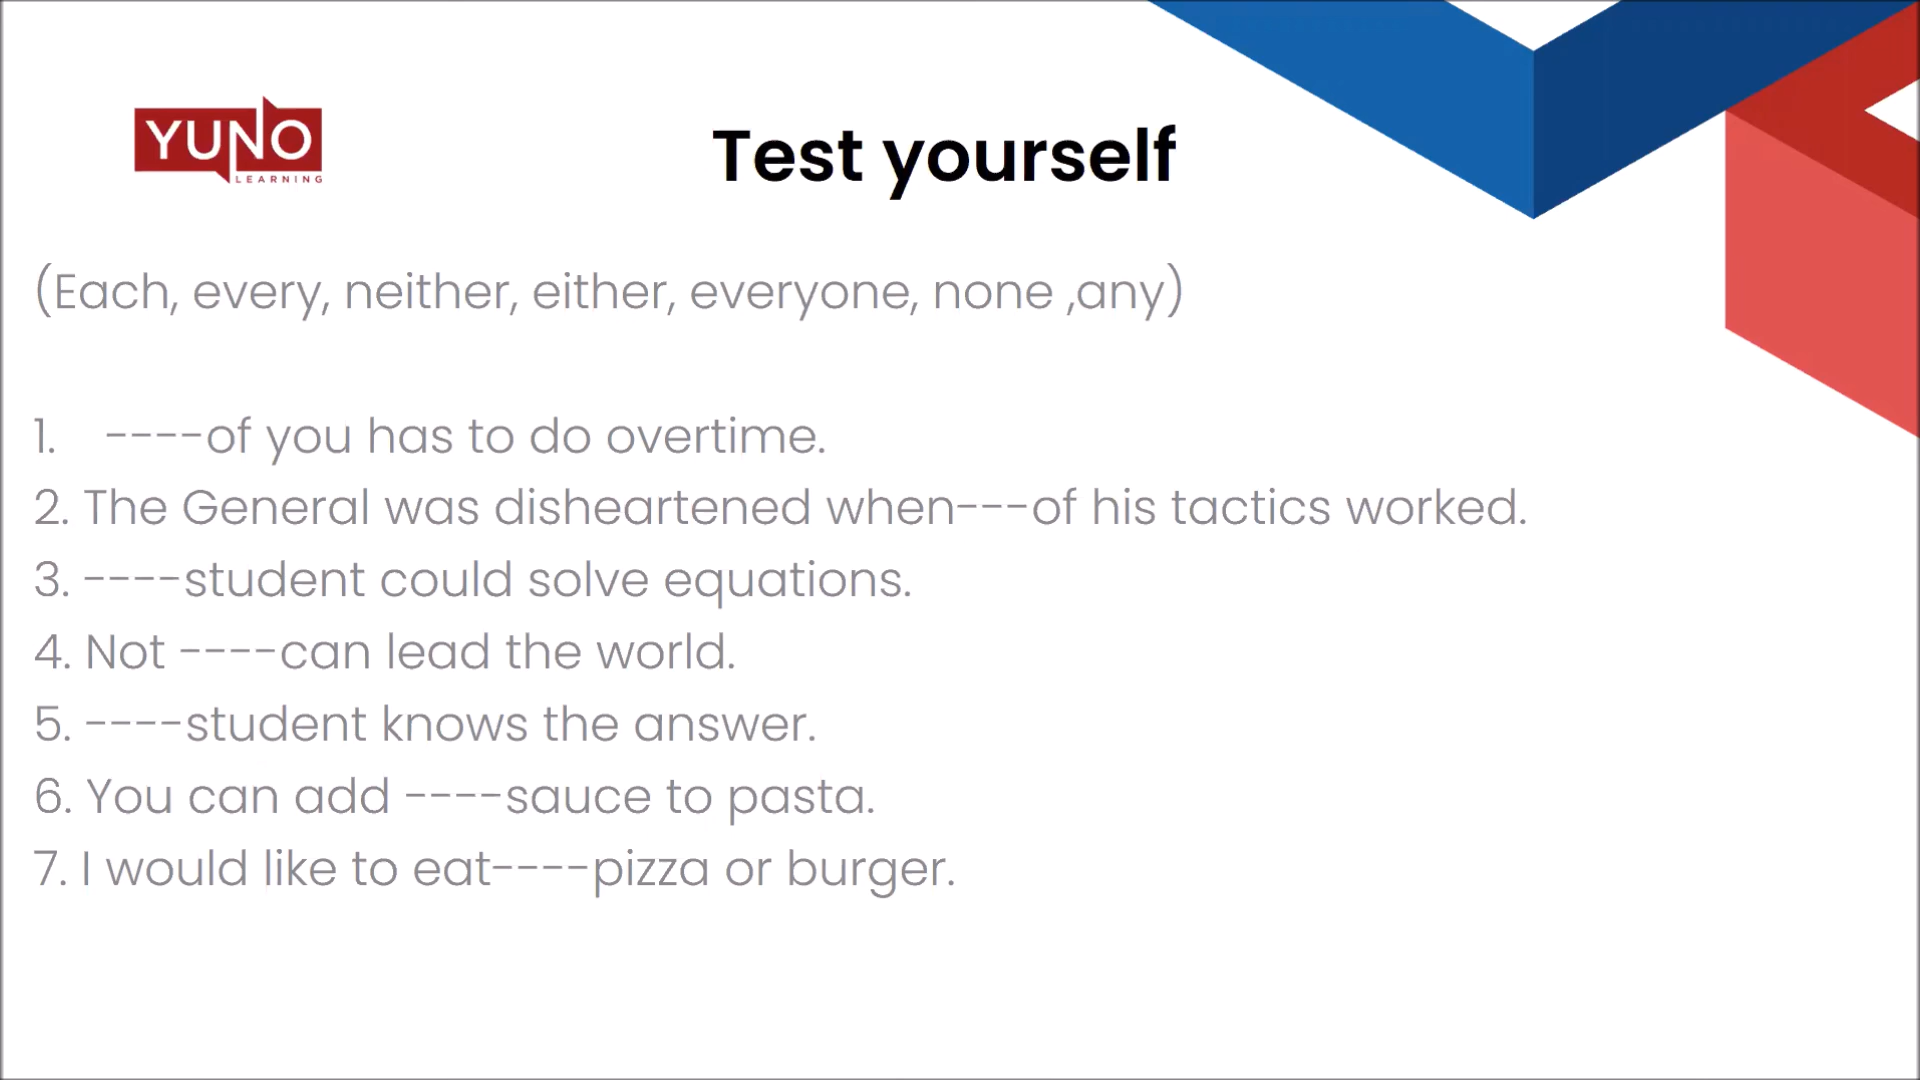 YUNO
LEARNING
Test yourself
(Each, every, neither, either, everyone, none ,any)
1. ----of you has to do overtime.
2. The General was disheartened when---of his tactics worked.
3. ----student could solve equations.
4. Not ----can lead the world.
5. ----student knows the answer.
6. You can add ----sauce to pasta.
7. I would like to eat----pizza or burger.